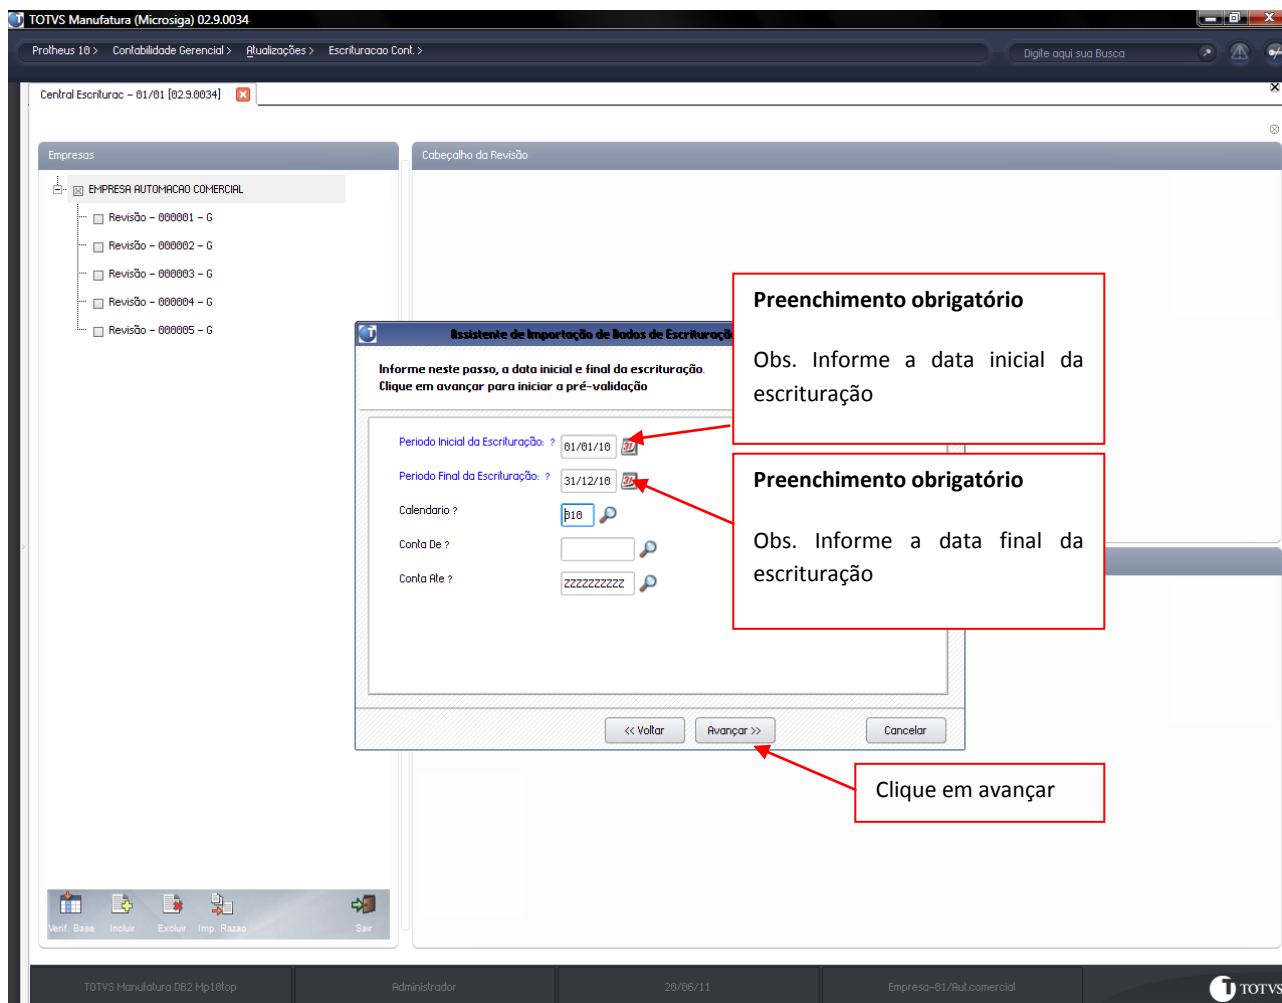 TOTVS Manufatura (Microsiga) 02.9.0034
Protheus 10 > Contabilidade Gerencial > Atualizações > Escrituracao Cont. >
Digite aqui sua Busca
Central Escriturac - 01/01 [02.9.0034]
Empresas
Cabeçalho da Revisão
EMPRESA AUTOMACAO COMERCIAL
Revisão - 000001 - G
Revisão - 000002 - G
Revisão - 000003 - G
Revisão - 000004 - G
Revisão - 000005 - G
Preenchimento obrigatório
Obs. Informe a data inicial da
escrituração
Assistente de Importação de Dados de Escrituraçã
Informe neste passo, a data inicial e final da escrituração.
Clique em avançar para iniciar a pré-validação
Periodo Inicial da Escrituração: ? 01/01/10
Periodo Final da Escrituração: ? 31/12/10
Calendario ? 010
Conta De ?
Conta Ate ? ZZZZZZZZZZ
Preenchimento obrigatório
Obs. Informe a data final da
escrituração
<< Voltar
Avançar >>
Cancelar
Clique em avançar
Verif. Base
Incluir
Excluir
Imp. Razao
Sair
TOTVS Manufatura DB2 Mp10top
Administrador
20/06/11
Empresa-01/Aut.comercial
TOTVS